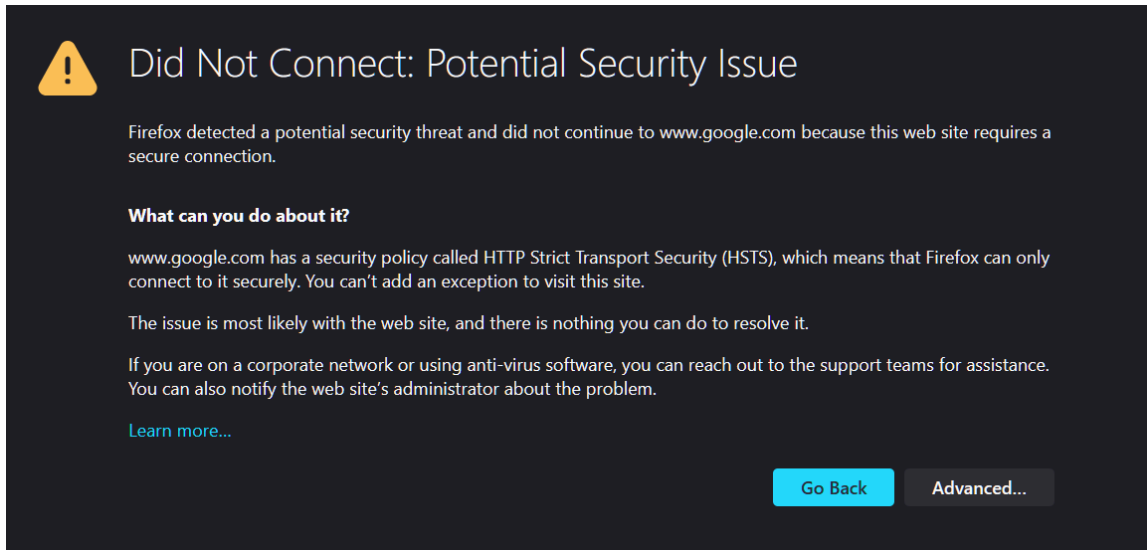 Did Not Connect: Potential Security Issue
Firefox detected a potential security threat and did not continue to www.google.com because this web site requires a
secure connection.
What can you do about it?
www.google.com has a security policy called HTTP Strict Transport Security (HSTS), which means that Firefox can only
connect to it securely. You can’t add an exception to visit this site.
The issue is most likely with the web site, and there is nothing you can do to resolve it.
If you are on a corporate network or using anti-virus software, you can reach out to the support teams for assistance.
You can also notify the web site’s administrator about the problem.
Learn more...
Go Back
Advanced...